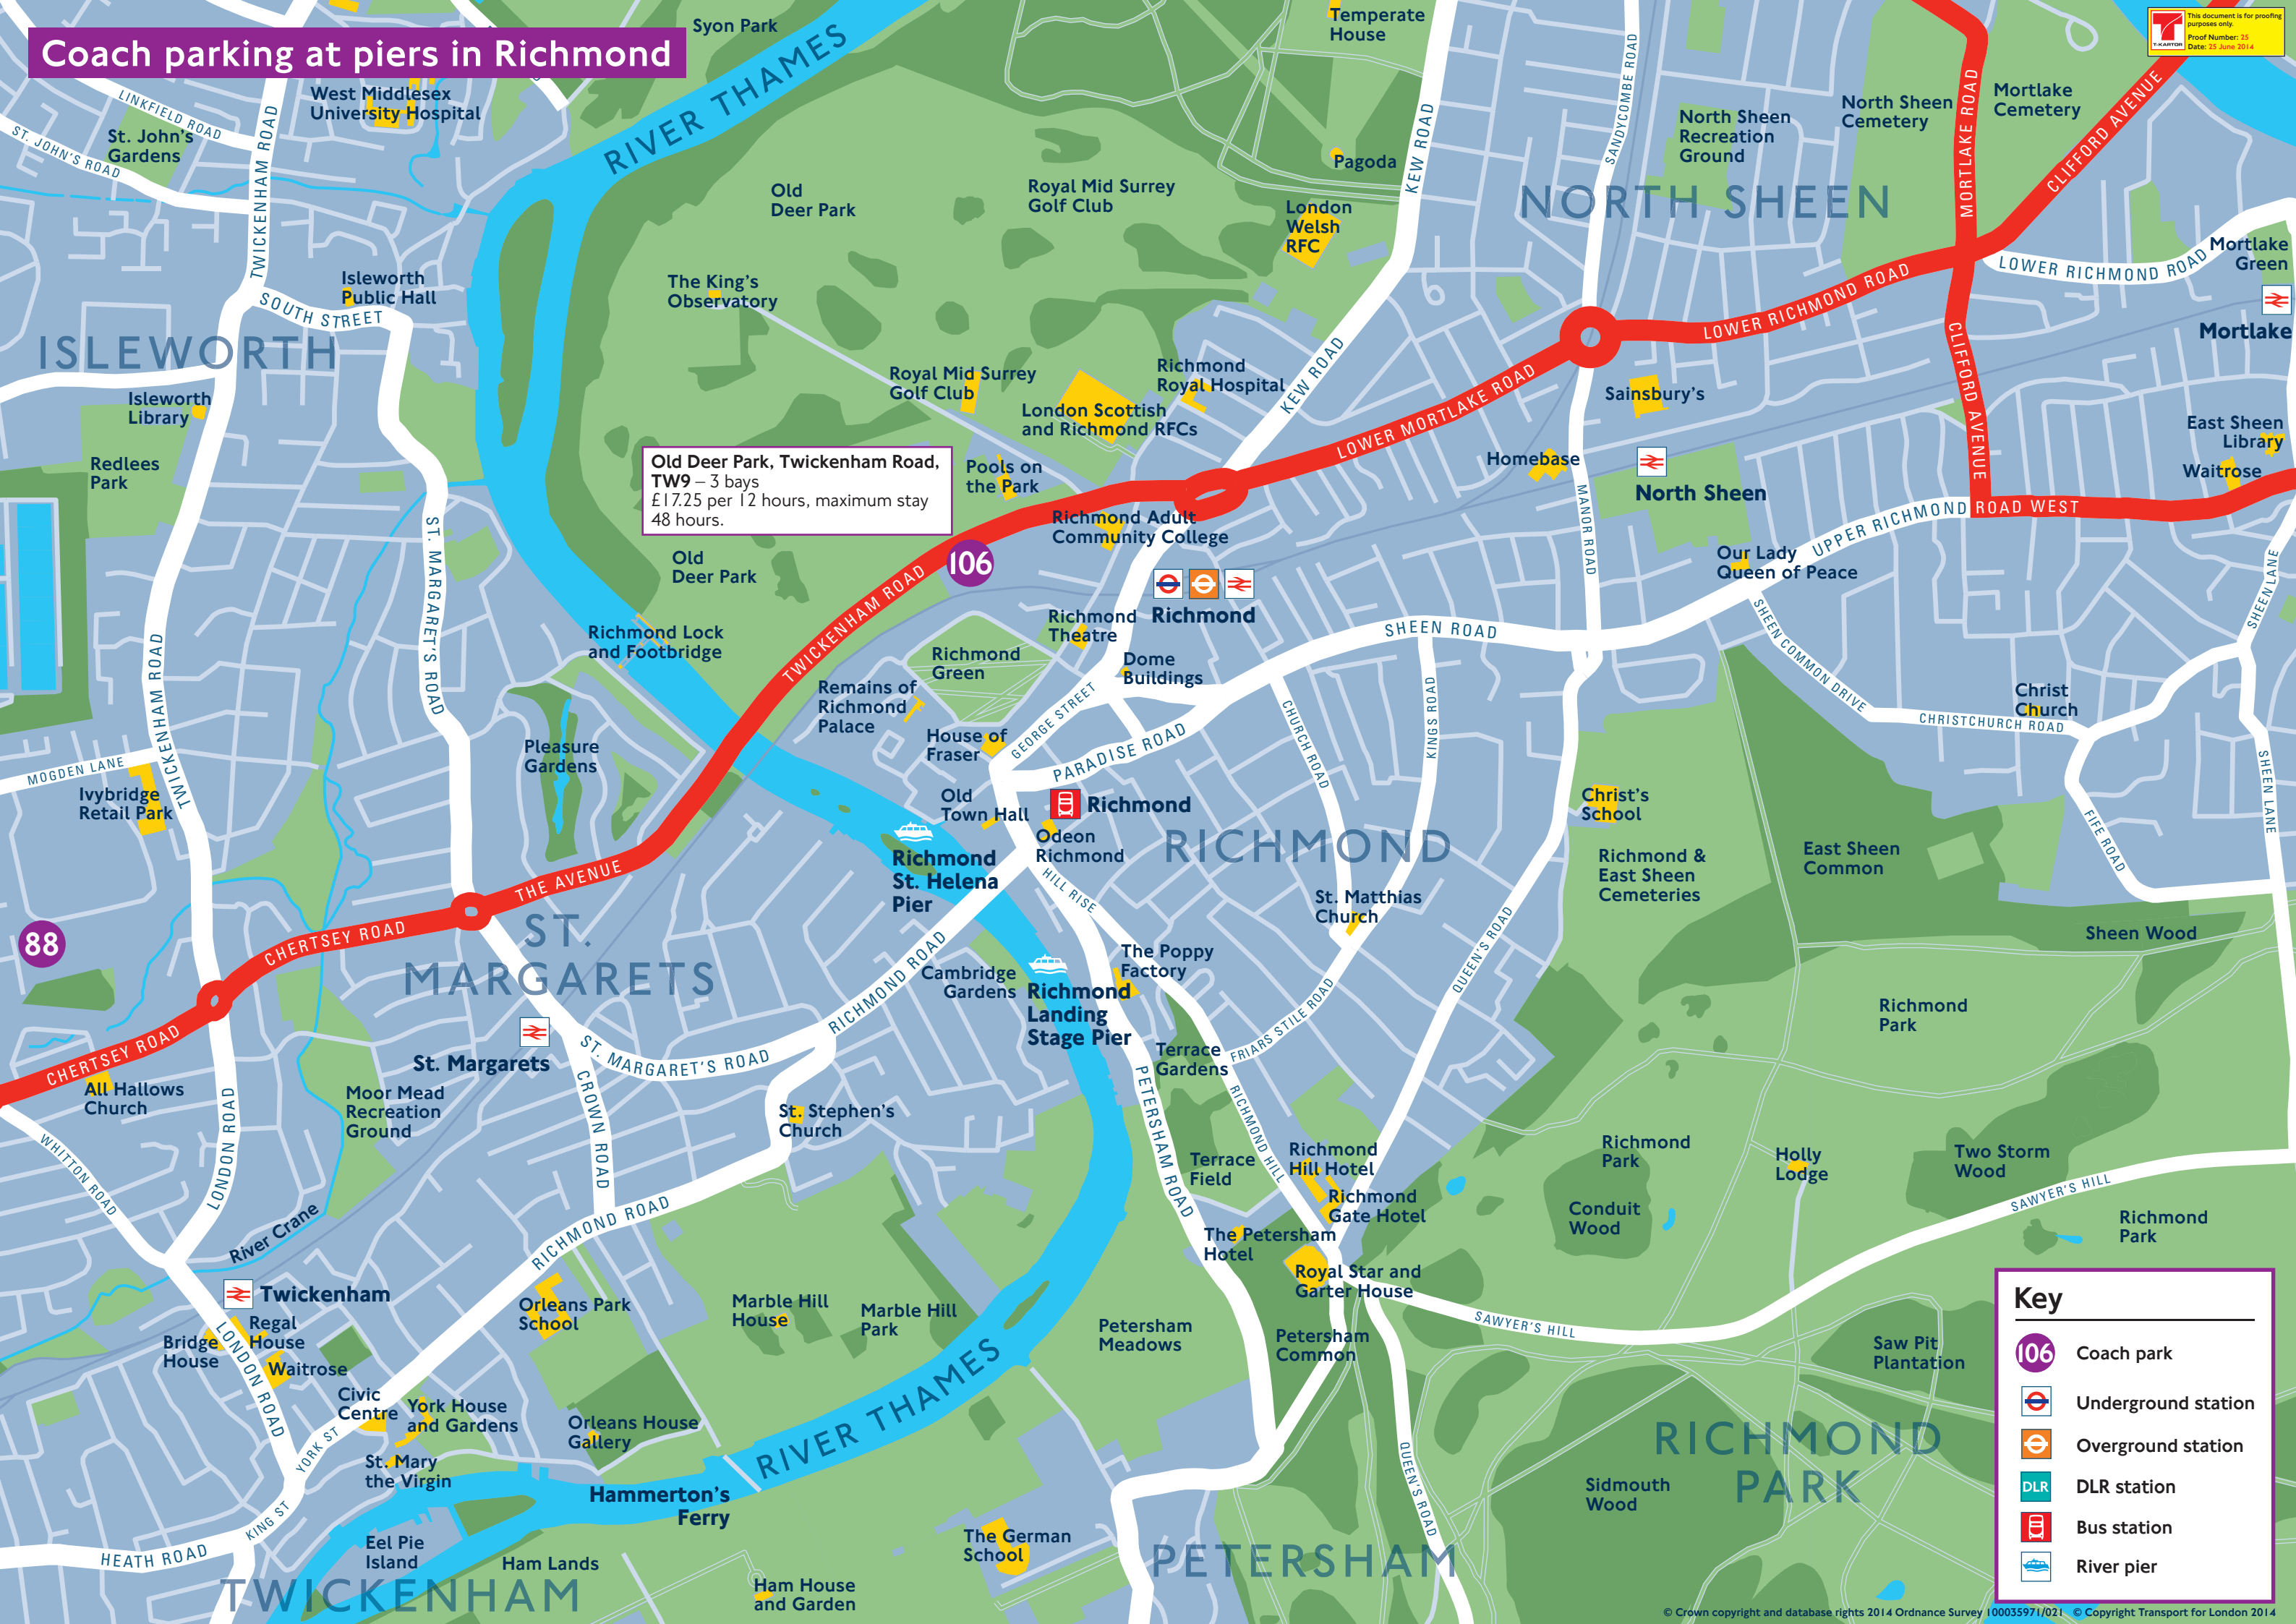 Coach parking at piers in Richmond
This document is for proofing
purposes only.
Proof Number: 25
Date: 25 June 2014
T-KARTOR
Syon Park
RIVER THAMES
Temperate
House
KEW ROAD
SANDYCOMBE ROAD
MORTLAKE ROAD
CLIFFORD AVENUE
Mortlake
Cemetery
North Sheen
Cemetery
North Sheen
Recreation
Ground
NORTH SHEEN
LINKFIELD ROAD
ST. JOHN'S ROAD
St. John's
Gardens
TWICKENHAM ROAD
West Middlesex
University Hospital
Pagoda
Old
Deer Park
Royal Mid Surrey
Golf Club
London
Welsh
RFC
LOWER RICHMOND ROAD
LOWER RICHMOND ROAD
Mortlake
Green
Mortlake
The King's
Observatory
Isleworth
Public Hall
SOUTH STREET
ISLEWORTH
Isleworth
Library
Redlees
Park
Royal Mid Surrey
Golf Club
Richmond
Royal Hospital
London Scottish
and Richmond RFCs
KEW ROAD
LOWER MORTLAKE ROAD
Sainsbury's
CLIFFORD AVENUE
East Sheen
Library
Waitrose
Homebase
North Sheen
MANOR ROAD
Old Deer Park, Twickenham Road,
TW9 – 3 bays
£17.25 per 12 hours, maximum stay
48 hours.
Pools on
the Park
Richmond Adult
Community College
106
Old
Deer Park
TWICKENHAM ROAD
UPPER RICHMOND ROAD WEST
Our Lady
Queen of Peace
SHEEN LANE
ST. MARGARET'S ROAD
Richmond Lock
and Footbridge
Richmond
Theatre
Richmond
Richmond
Green
Dome
Buildings
SHEEN ROAD
SHEEN COMMON DRIVE
CHRISTCHURCH ROAD
Christ
Church
Remains of
Richmond
Palace
House of
Fraser
GEORGE STREET
PARADISE ROAD
CHURCH ROAD
KINGS ROAD
TWICKENHAM ROAD
MOGDEN LANE
Ivybridge
Retail Park
Pleasure
Gardens
Old
Town Hall
Richmond
Odeon
Richmond
RICHMOND
Christ's
School
Richmond &
East Sheen
Cemeteries
East Sheen
Common
FIFE ROAD
SHEEN LANE
Sheen Wood
Richmond
St. Helena
Pier
HILL RISE
St. Matthias
Church
THE AVENUE
CHERTSEY ROAD
88
ST.
MARGARETS
RICHMOND ROAD
Cambridge
Gardens
The Poppy
Factory
Richmond
Landing
Stage Pier
QUEEN'S ROAD
Richmond
Park
CHERTSEY ROAD
All Hallows
Church
St. Margarets
ST. MARGARET'S ROAD
Terrace
Gardens
FRIARS STILE ROAD
LONDON ROAD
Moor Mead
Recreation
Ground
CROWN ROAD
St. Stephen's
Church
PETERSHAM ROAD
RICHMOND HILL
WHITTON ROAD
Terrace
Field
Richmond
Hill Hotel
Richmond
Gate Hotel
Richmond
Park
Holly
Lodge
Two Storm
Wood
Conduit
Wood
SAWYER'S HILL
Richmond
Park
River Crane
RICHMOND ROAD
The Petersham
Hotel
Royal Star and
Garter House
Twickenham
Regal
House
Bridge
House
LONDON ROAD
Waitrose
Orleans Park
School
Marble Hill
House
Marble Hill
Park
Petersham
Meadows
Petersham
Common
SAWYER'S HILL
Saw Pit
Plantation
RIVER THAMES
Civic
Centre
York House
and Gardens
YORK ST
Orleans House
Gallery
St. Mary
the Virgin
Hammerton's
Ferry
QUEEN'S ROAD
Sidmouth
Wood
RICHMOND
PARK
KING ST
HEATH ROAD
Eel Pie
Island
TWICKENHAM
Ham Lands
Ham House
and Garden
The German
School
PETERSHAM
Key
106 Coach park
Underground station
Overground station
DLR DLR station
Bus station
River pier
© Crown copyright and database rights 2014 Ordnance Survey 100035971/021 © Copyright Transport for London 2014